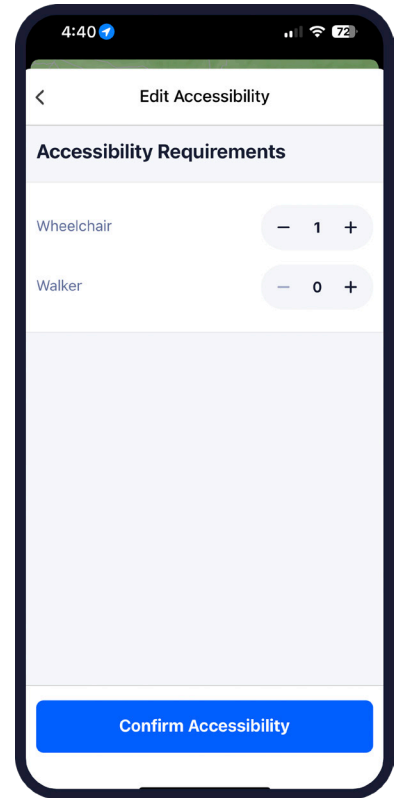 4:40
72
Edit Accessibility
Accessibility Requirements
Wheelchair − 1 +
Walker − 0 +
Confirm Accessibility